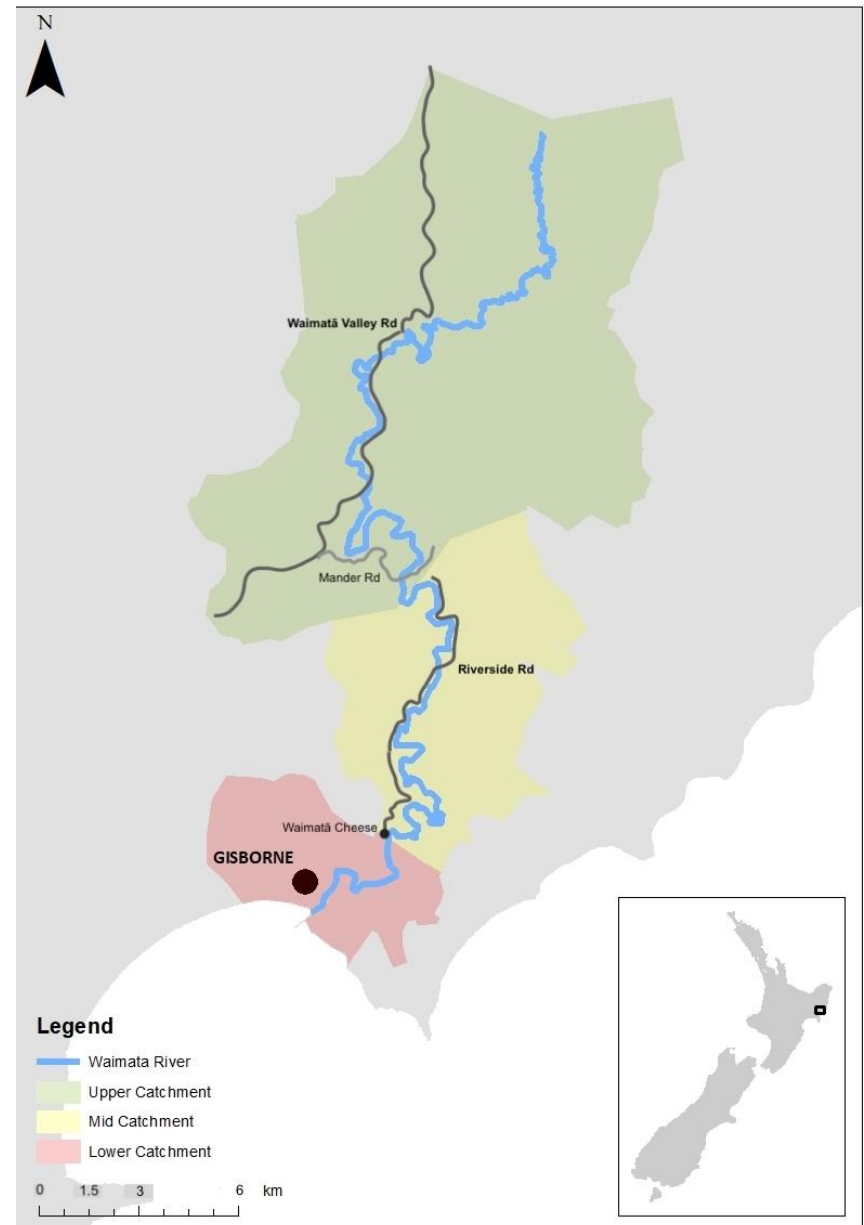 N
Waimatā Valley Rd
Mander Rd
Riverside Rd
Waimatā Cheese
GISBORNE
Legend
Waimata River
Upper Catchment
Mid Catchment
Lower Catchment
0 1.5 3 6 km